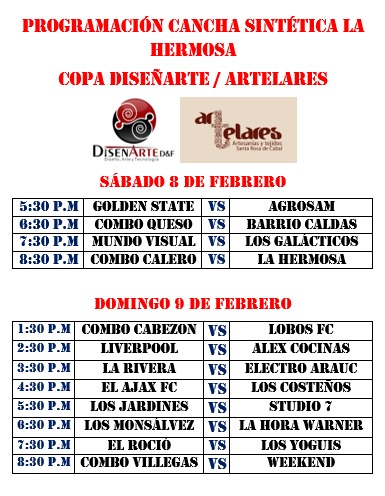 PROGRAMACIÓN CANCHA SINTÉTICA LA
HERMOSA
COPA DISEÑARTE / ARTELARES
DISEÑARTE D&F
Diseño, Arte y Tecnología
artelares
Artesanías y tejidos
Santa Rosa de Cabal
SÁBADO 8 DE FEBRERO
5:30 P.M GOLDEN STATE VS AGROSAM
6:30 P.M COMBO QUESO VS BARRIO CALDAS
7:30 P.M MUNDO VISUAL VS LOS GALÁCTICOS
8:30 P.M COMBO CALERO VS LA HERMOSA
DOMINGO 9 DE FEBRERO
1:30 P.M COMBO CABEZON VS LOBOS FC
2:30 P.M LIVERPOOL VS ALEX COCINAS
3:30 P.M LA RIVERA VS ELECTRO ARAUC
4:30 P.M EL AJAX FC VS LOS COSTEÑOS
5:30 P.M LOS JARDINES VS STUDIO 7
6:30 P.M LOS MONSÁLVEZ VS LA HORA WARNER
7:30 P.M EL ROCIÓ VS LOS YOGUIS
8:30 P.M COMBO VILLEGAS VS WEEKEND